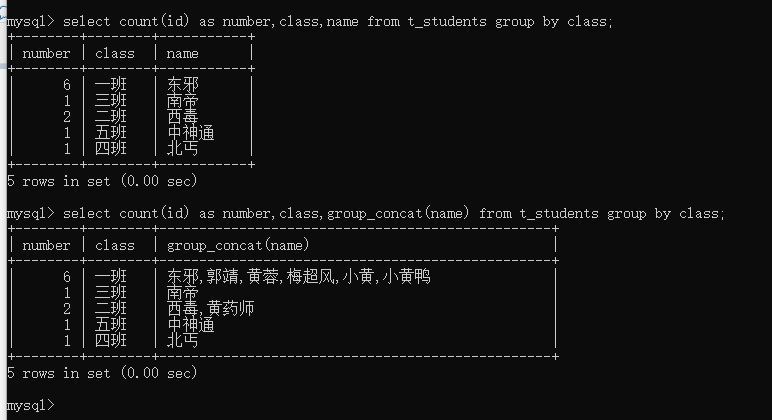 mysql> select count(id) as number,class,name from t_students group by class;
+--------+--------+-----------+
| number | class  | name      |
+--------+--------+-----------+
|      6 | 一班   | 东邪      |
|      1 | 三班   | 南帝      |
|      2 | 二班   | 西毒      |
|      1 | 五班   | 中神通    |
|      1 | 四班   | 北丐      |
+--------+--------+-----------+
5 rows in set (0.00 sec)
mysql> select count(id) as number,class,group_concat(name) from t_students group by class;
+--------+--------+--------------------------------------------------+
| number | class  | group_concat(name)                               |
+--------+--------+--------------------------------------------------+
|      6 | 一班   | 东邪,郭靖,黄蓉,梅超风,小黄,小黄鸭                |
|      1 | 三班   | 南帝                                             |
|      2 | 二班   | 西毒,黄药师                                      |
|      1 | 五班   | 中神通                                           |
|      1 | 四班   | 北丐                                             |
+--------+--------+--------------------------------------------------+
5 rows in set (0.00 sec)
mysql>